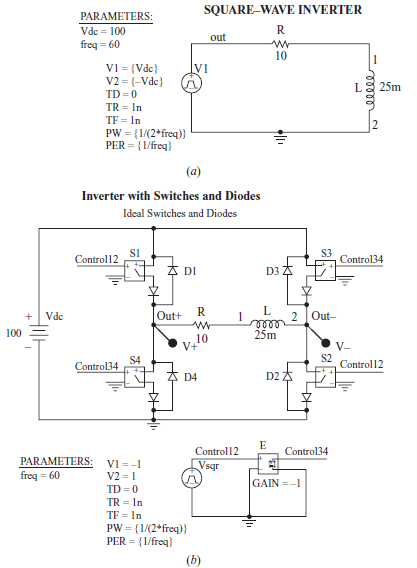 SQUARE–WAVE INVERTER
PARAMETERS:
Vdc = 100
freq = 60
out
R
10
V1
V1 = {Vdc}
V2 = {–Vdc}
TD = 0
TR = 1n
TF = 1n
PW = {1/(2*freq)}
PER = {1/freq}
1
L
25m
2
(a)
Inverter with Switches and Diodes
Ideal Switches and Diodes
Control12
S1
D1
D3
S3
Control34
+
Vdc
100
–
Out+
R
10
1
L
25m
2
Out–
V+
V–
Control34
S4
D4
D2
S2
Control12
PARAMETERS:
freq = 60
V1 = –1
V2 = 1
TD = 0
TR = 1n
TF = 1n
PW = {1/(2*freq)}
PER = {1/freq}
Control12
Vsqr
E
Control34
GAIN = –1
(b)